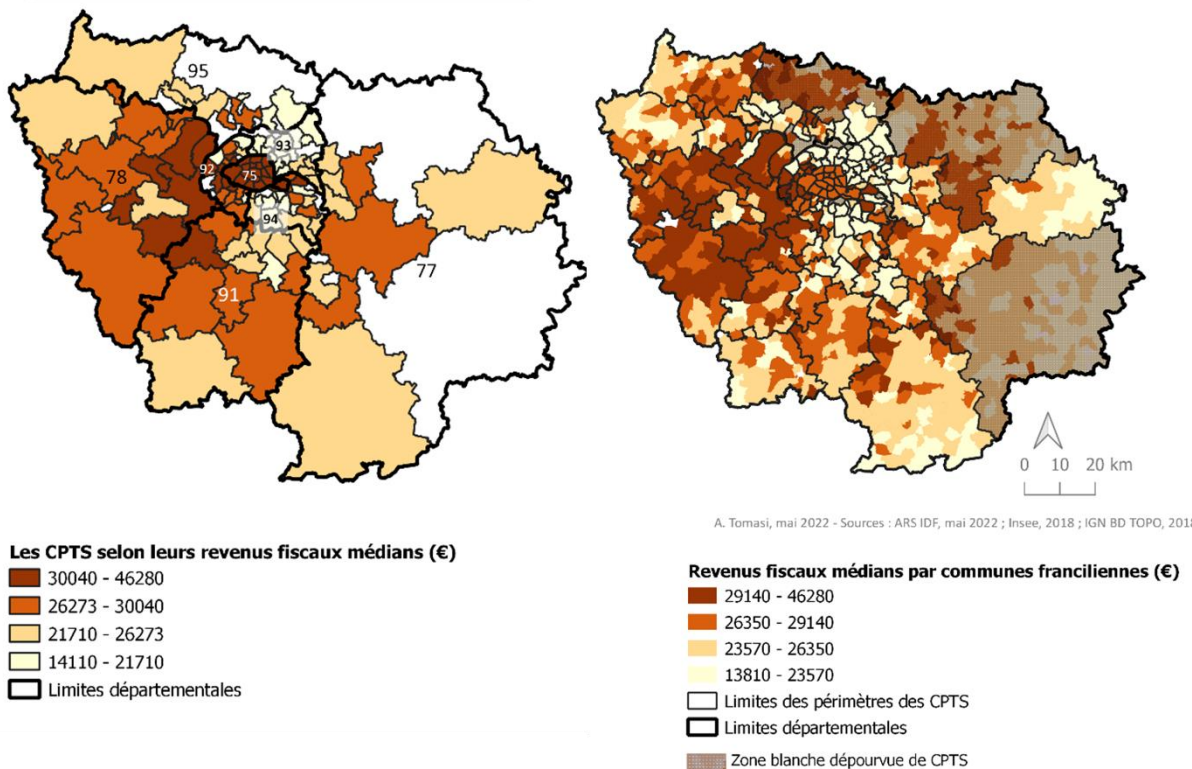 95
93
92
75
78
94
77
91
0 10 20 km
A. Tomasi, mai 2022 - Sources : ARS IDF, mai 2022 ; Insee, 2018 ; IGN BD TOPO, 2018
Les CPTS selon leurs revenus fiscaux médians (€)
30040 - 46280
26273 - 30040
21710 - 26273
14110 - 21710
Limites départementales
Revenus fiscaux médians par communes franciliennes (€)
29140 - 46280
26350 - 29140
23570 - 26350
13810 - 23570
Limites des périmètres des CPTS
Limites départementales
Zone blanche dépourvue de CPTS